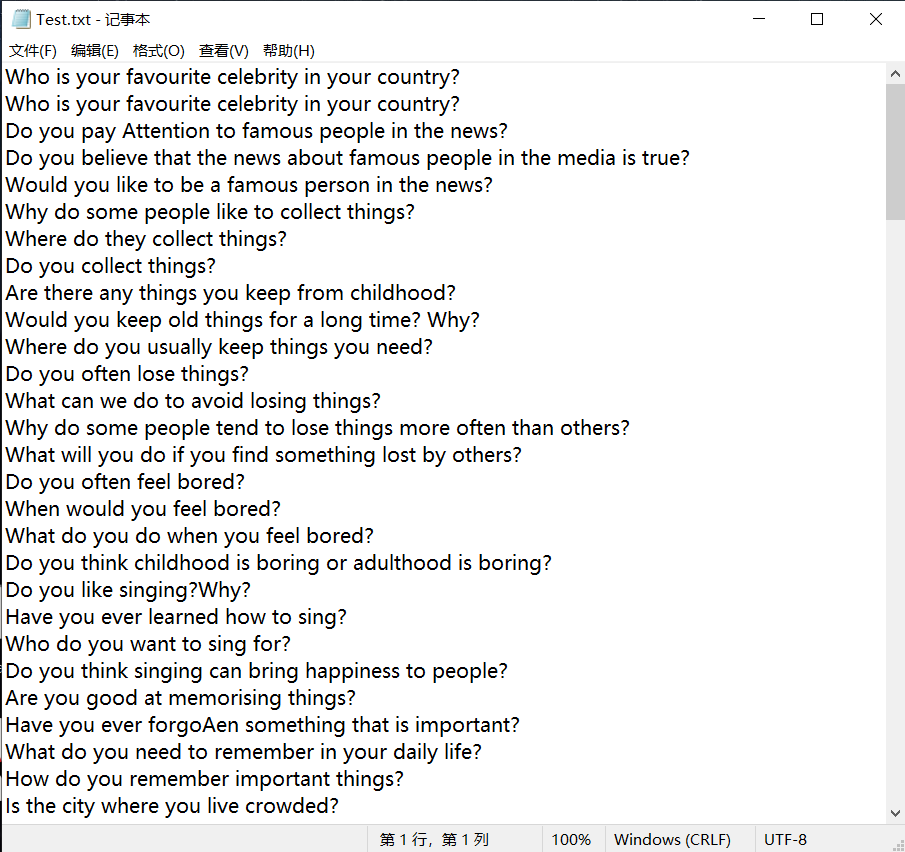 Test.txt - 记事本
文件(F) 编辑(E) 格式(O) 查看(V) 帮助(H)
Who is your favourite celebrity in your country?
Who is your favourite celebrity in your country?
Do you pay Attention to famous people in the news?
Do you believe that the news about famous people in the media is true?
Would you like to be a famous person in the news?
Why do some people like to collect things?
Where do they collect things?
Do you collect things?
Are there any things you keep from childhood?
Would you keep old things for a long time? Why?
Where do you usually keep things you need?
Do you often lose things?
What can we do to avoid losing things?
Why do some people tend to lose things more often than others?
What will you do if you find something lost by others?
Do you often feel bored?
When would you feel bored?
What do you do when you feel bored?
Do you think childhood is boring or adulthood is boring?
Do you like singing?Why?
Have you ever learned how to sing?
Who do you want to sing for?
Do you think singing can bring happiness to people?
Are you good at memorising things?
Have you ever forgoAen something that is important?
What do you need to remember in your daily life?
How do you remember important things?
Is the city where you live crowded?
第 1 行，第 1 列 100% Windows (CRLF) UTF-8